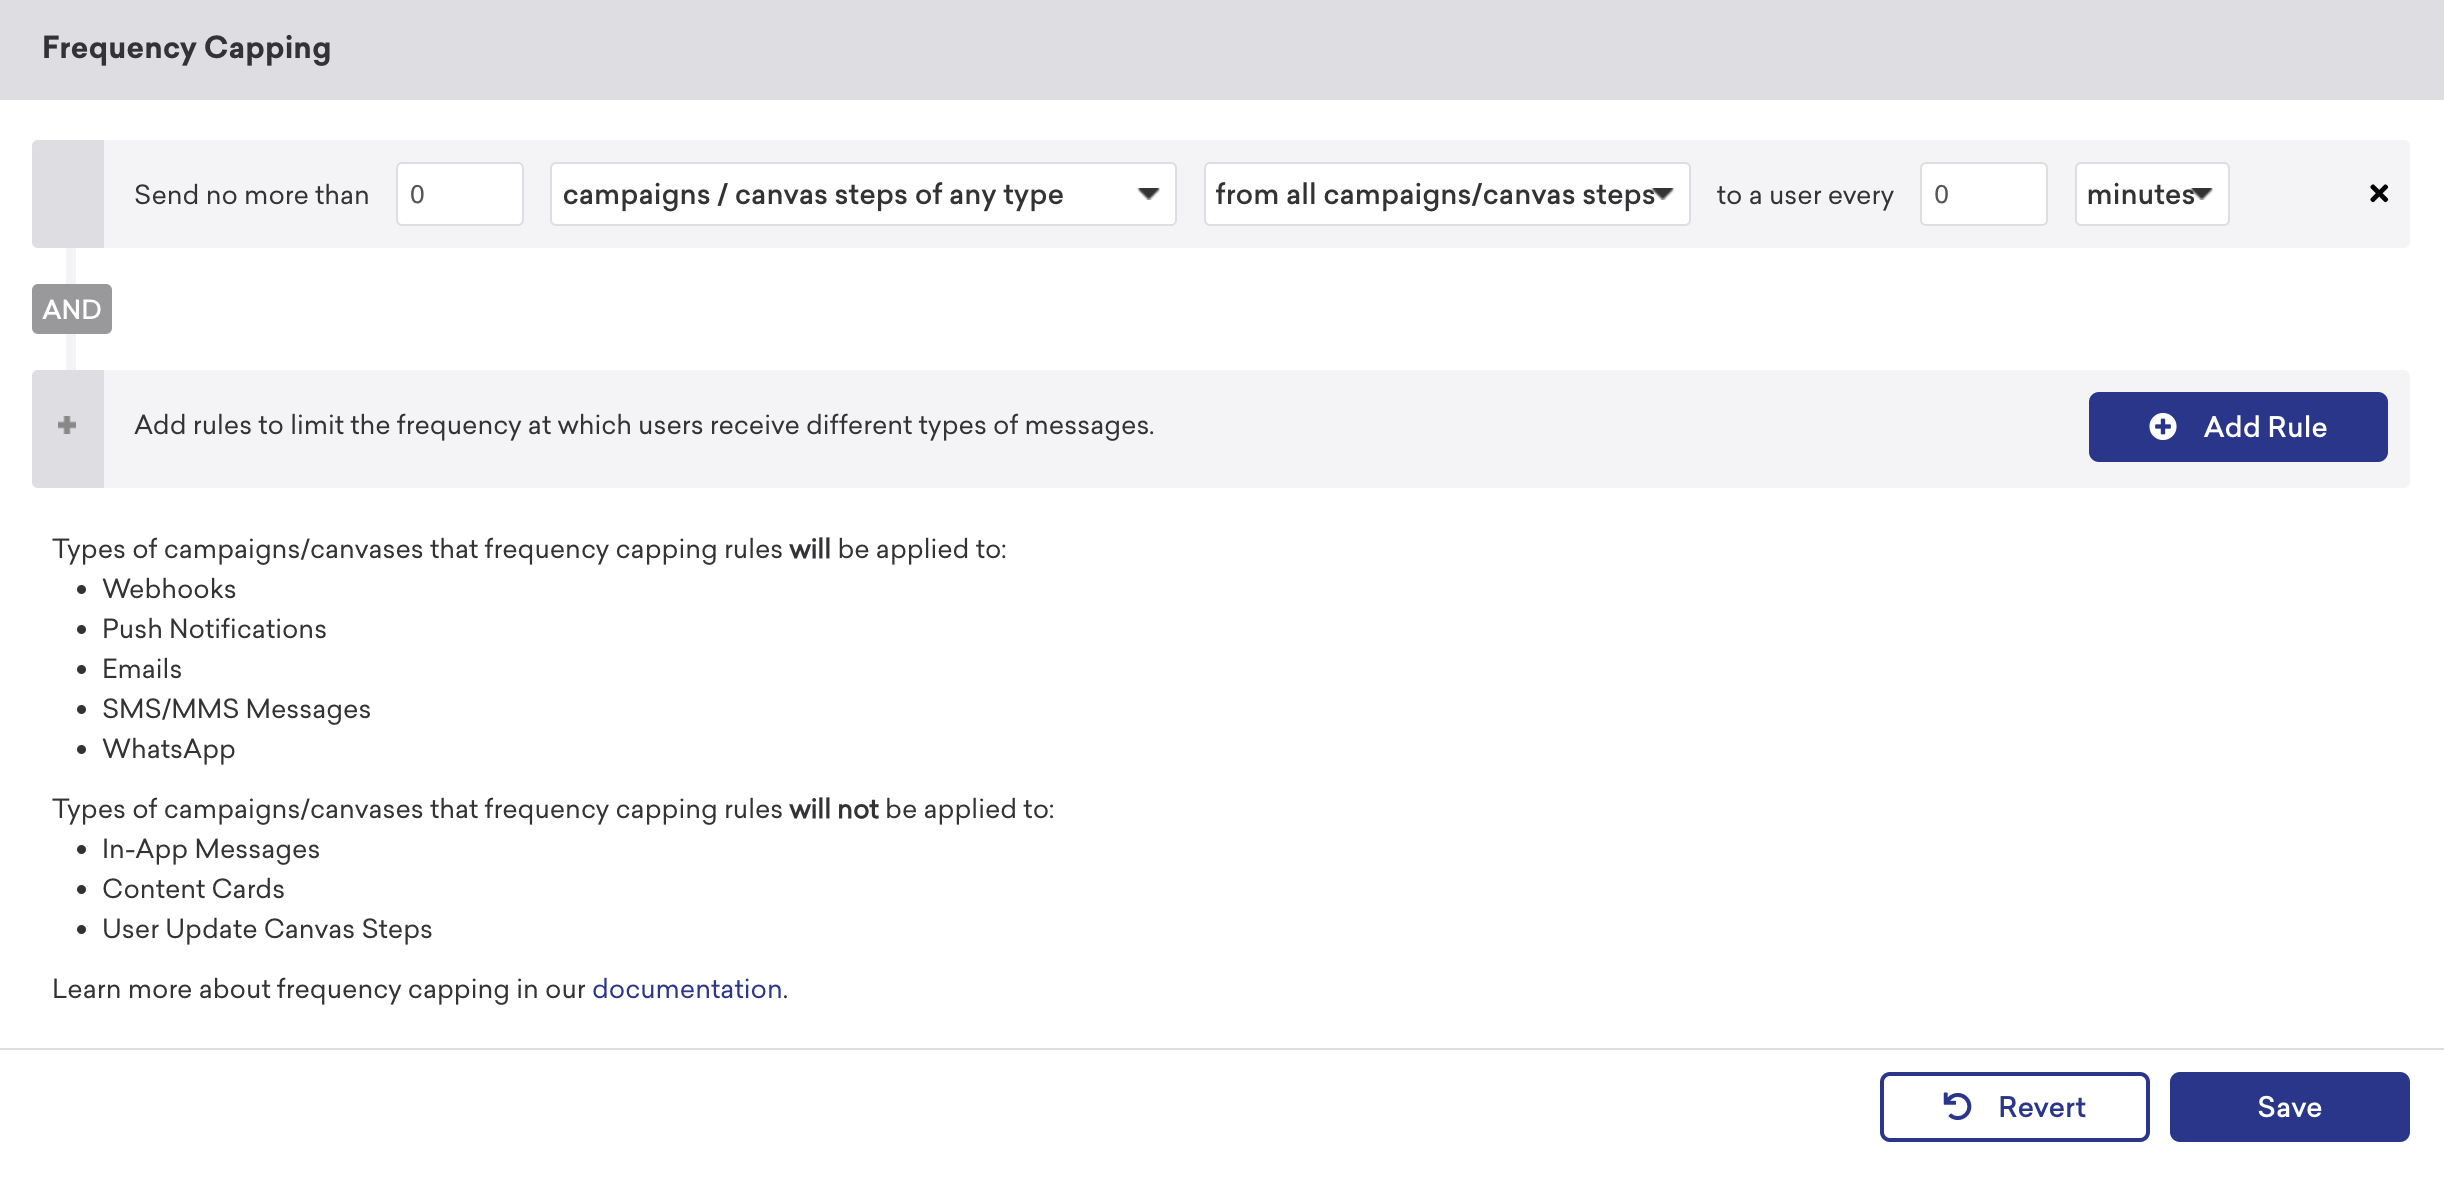 Frequency Capping
Send no more than 0 campaigns / canvas steps of any type from all campaigns/canvas steps to a user every 0 minutes
AND
Add rules to limit the frequency at which users receive different types of messages. Add Rule
Types of campaigns/canvases that frequency capping rules will be applied to:
• Webhooks
• Push Notifications
• Emails
• SMS/MMS Messages
• WhatsApp
Types of campaigns/canvases that frequency capping rules will not be applied to:
• In-App Messages
• Content Cards
• User Update Canvas Steps
Learn more about frequency capping in our documentation.
Revert Save